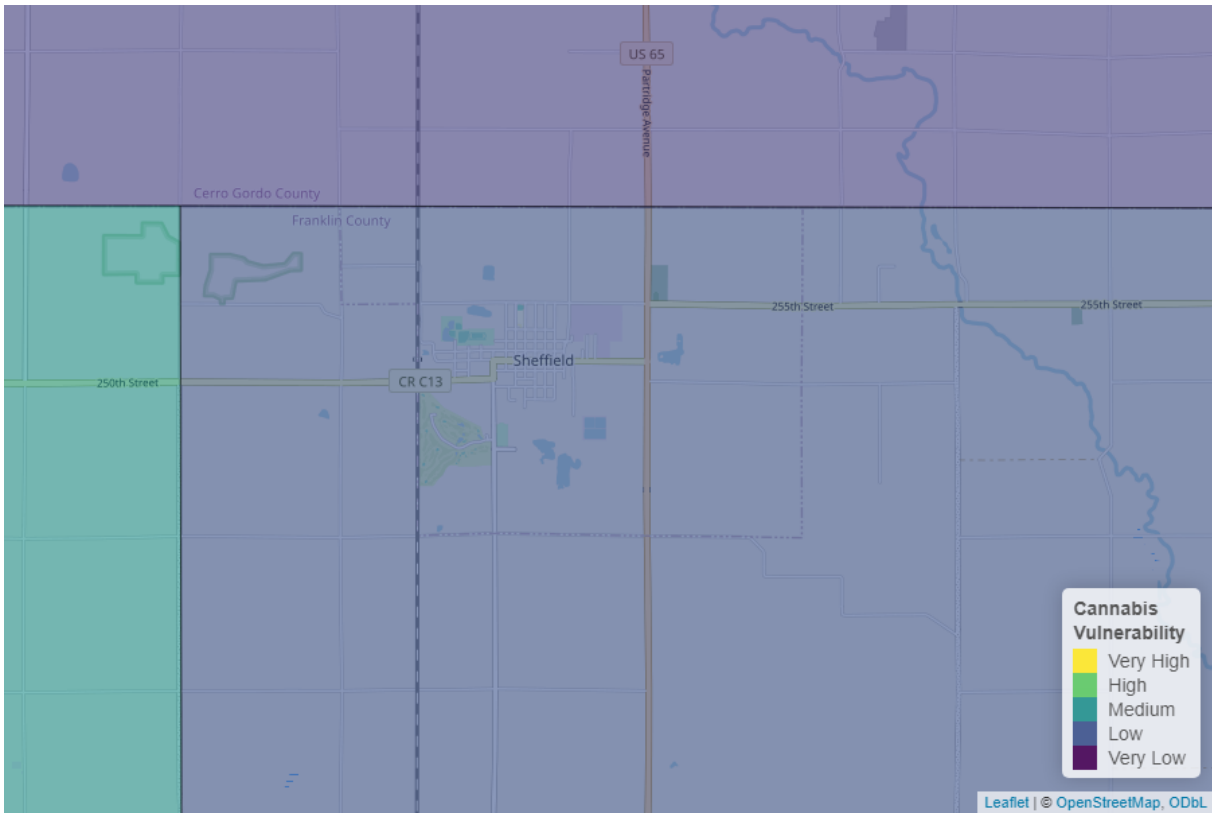 US 65
Partridge Avenue
Cerro Gordo County
Franklin County
255th Street
255th Street
Sheffield
250th Street
CR C13
Cannabis
Vulnerability
Very High
High
Medium
Low
Very Low
Leaflet | © OpenStreetMap, ODbL